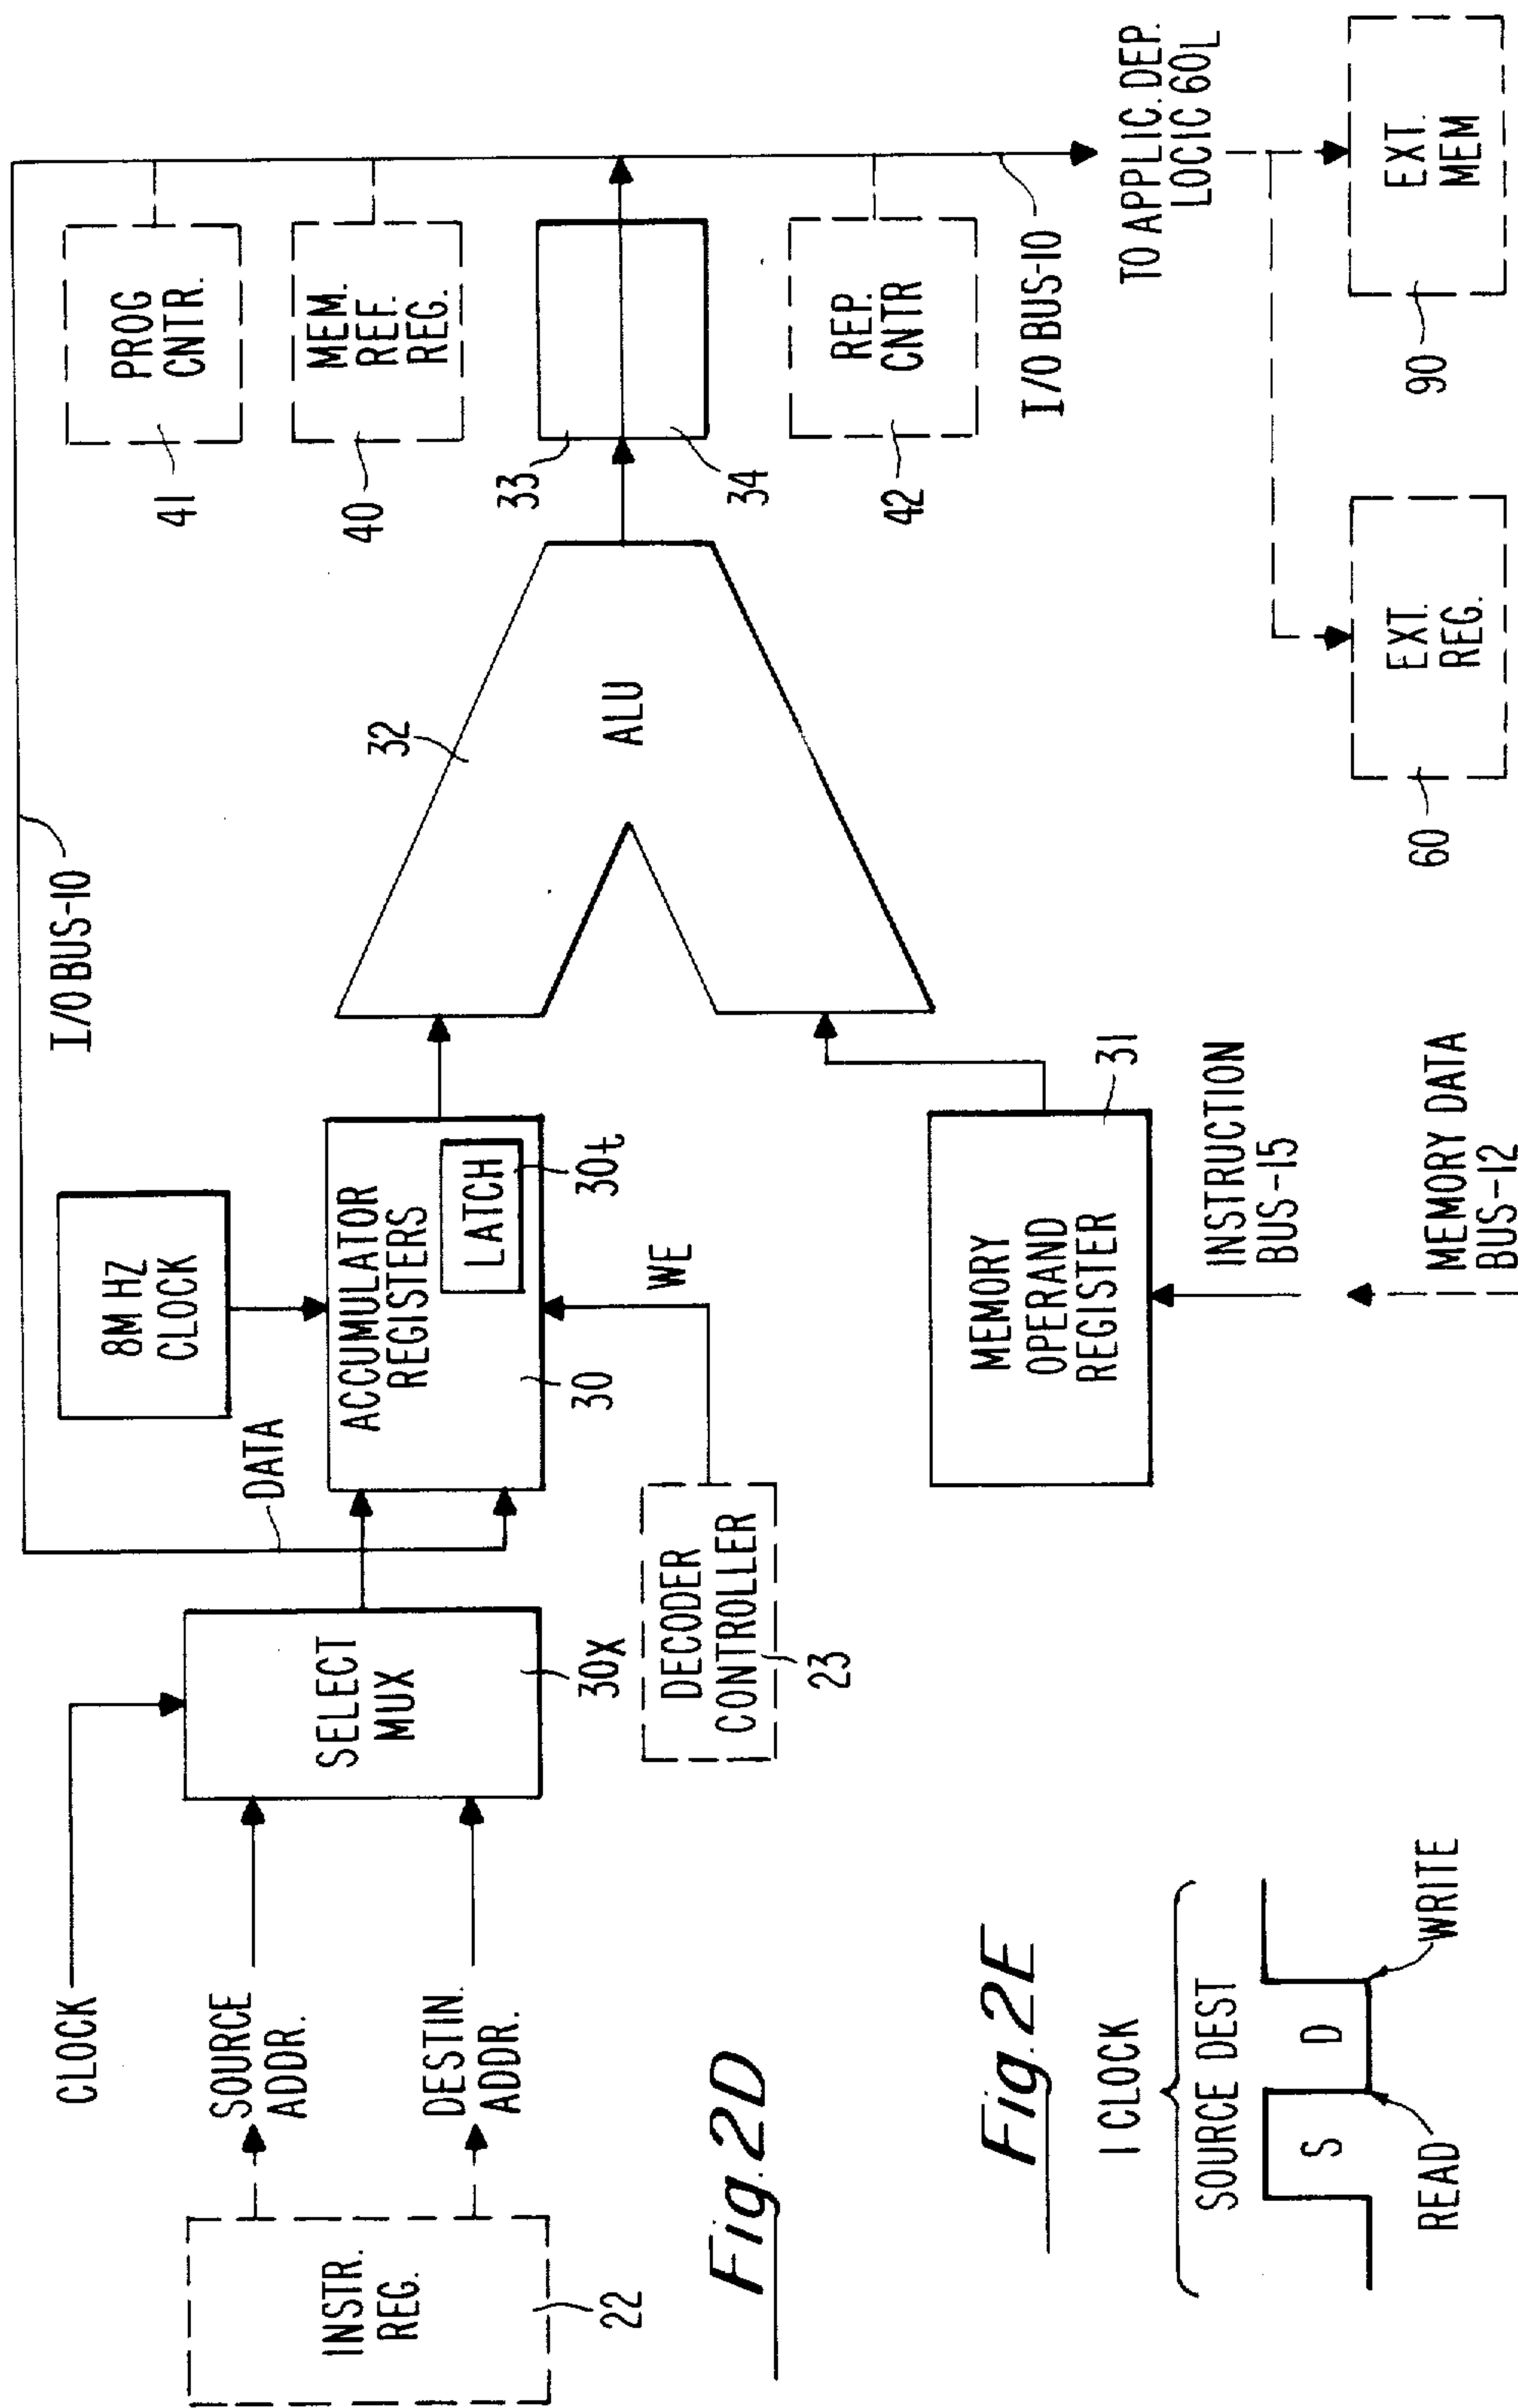 I/O BUS-10
PROG
CNTR.
41
MEM.
REF.
REG.
40
33
34
REP.
CNTR
42
I/O BUS-10
TO APPLIC. DEP.
LOCIC 60L
EXT.
MEM
90
EXT.
REG.
60
32
ALU
8M HZ
CLOCK
DATA
ACCUMULATOR
REGISTERS
LATCH
30t
30
WE
CLOCK
SELECT
MUX
30X
SOURCE
ADDR.
DESTIN.
ADDR.
INSTR.
REG.
22
DECODER
CONTROLLER
23
MEMORY
OPERAND
REGISTER
31
INSTRUCTION
BUS-15
MEMORY DATA
BUS-12
Fig. 2D
Fig. 2E
1 CLOCK
SOURCE DEST
S
D
READ
WRITE